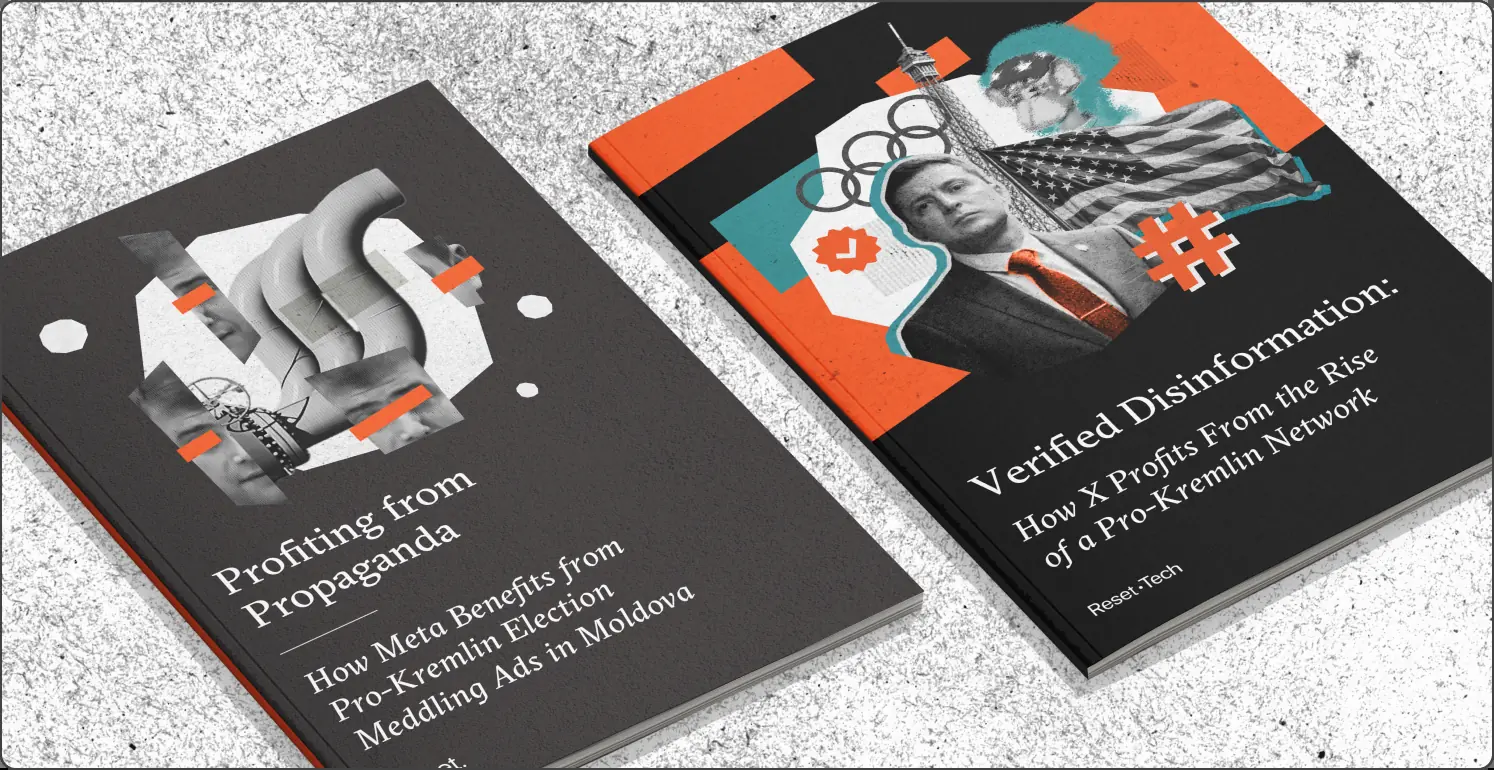 Profiting from
Propaganda
How Meta Benefits from
Pro-Kremlin Election
Meddling Ads in Moldova
Verified Disinformation:
How X Profits From the Rise
of a Pro-Kremlin Network
Reset•Tech